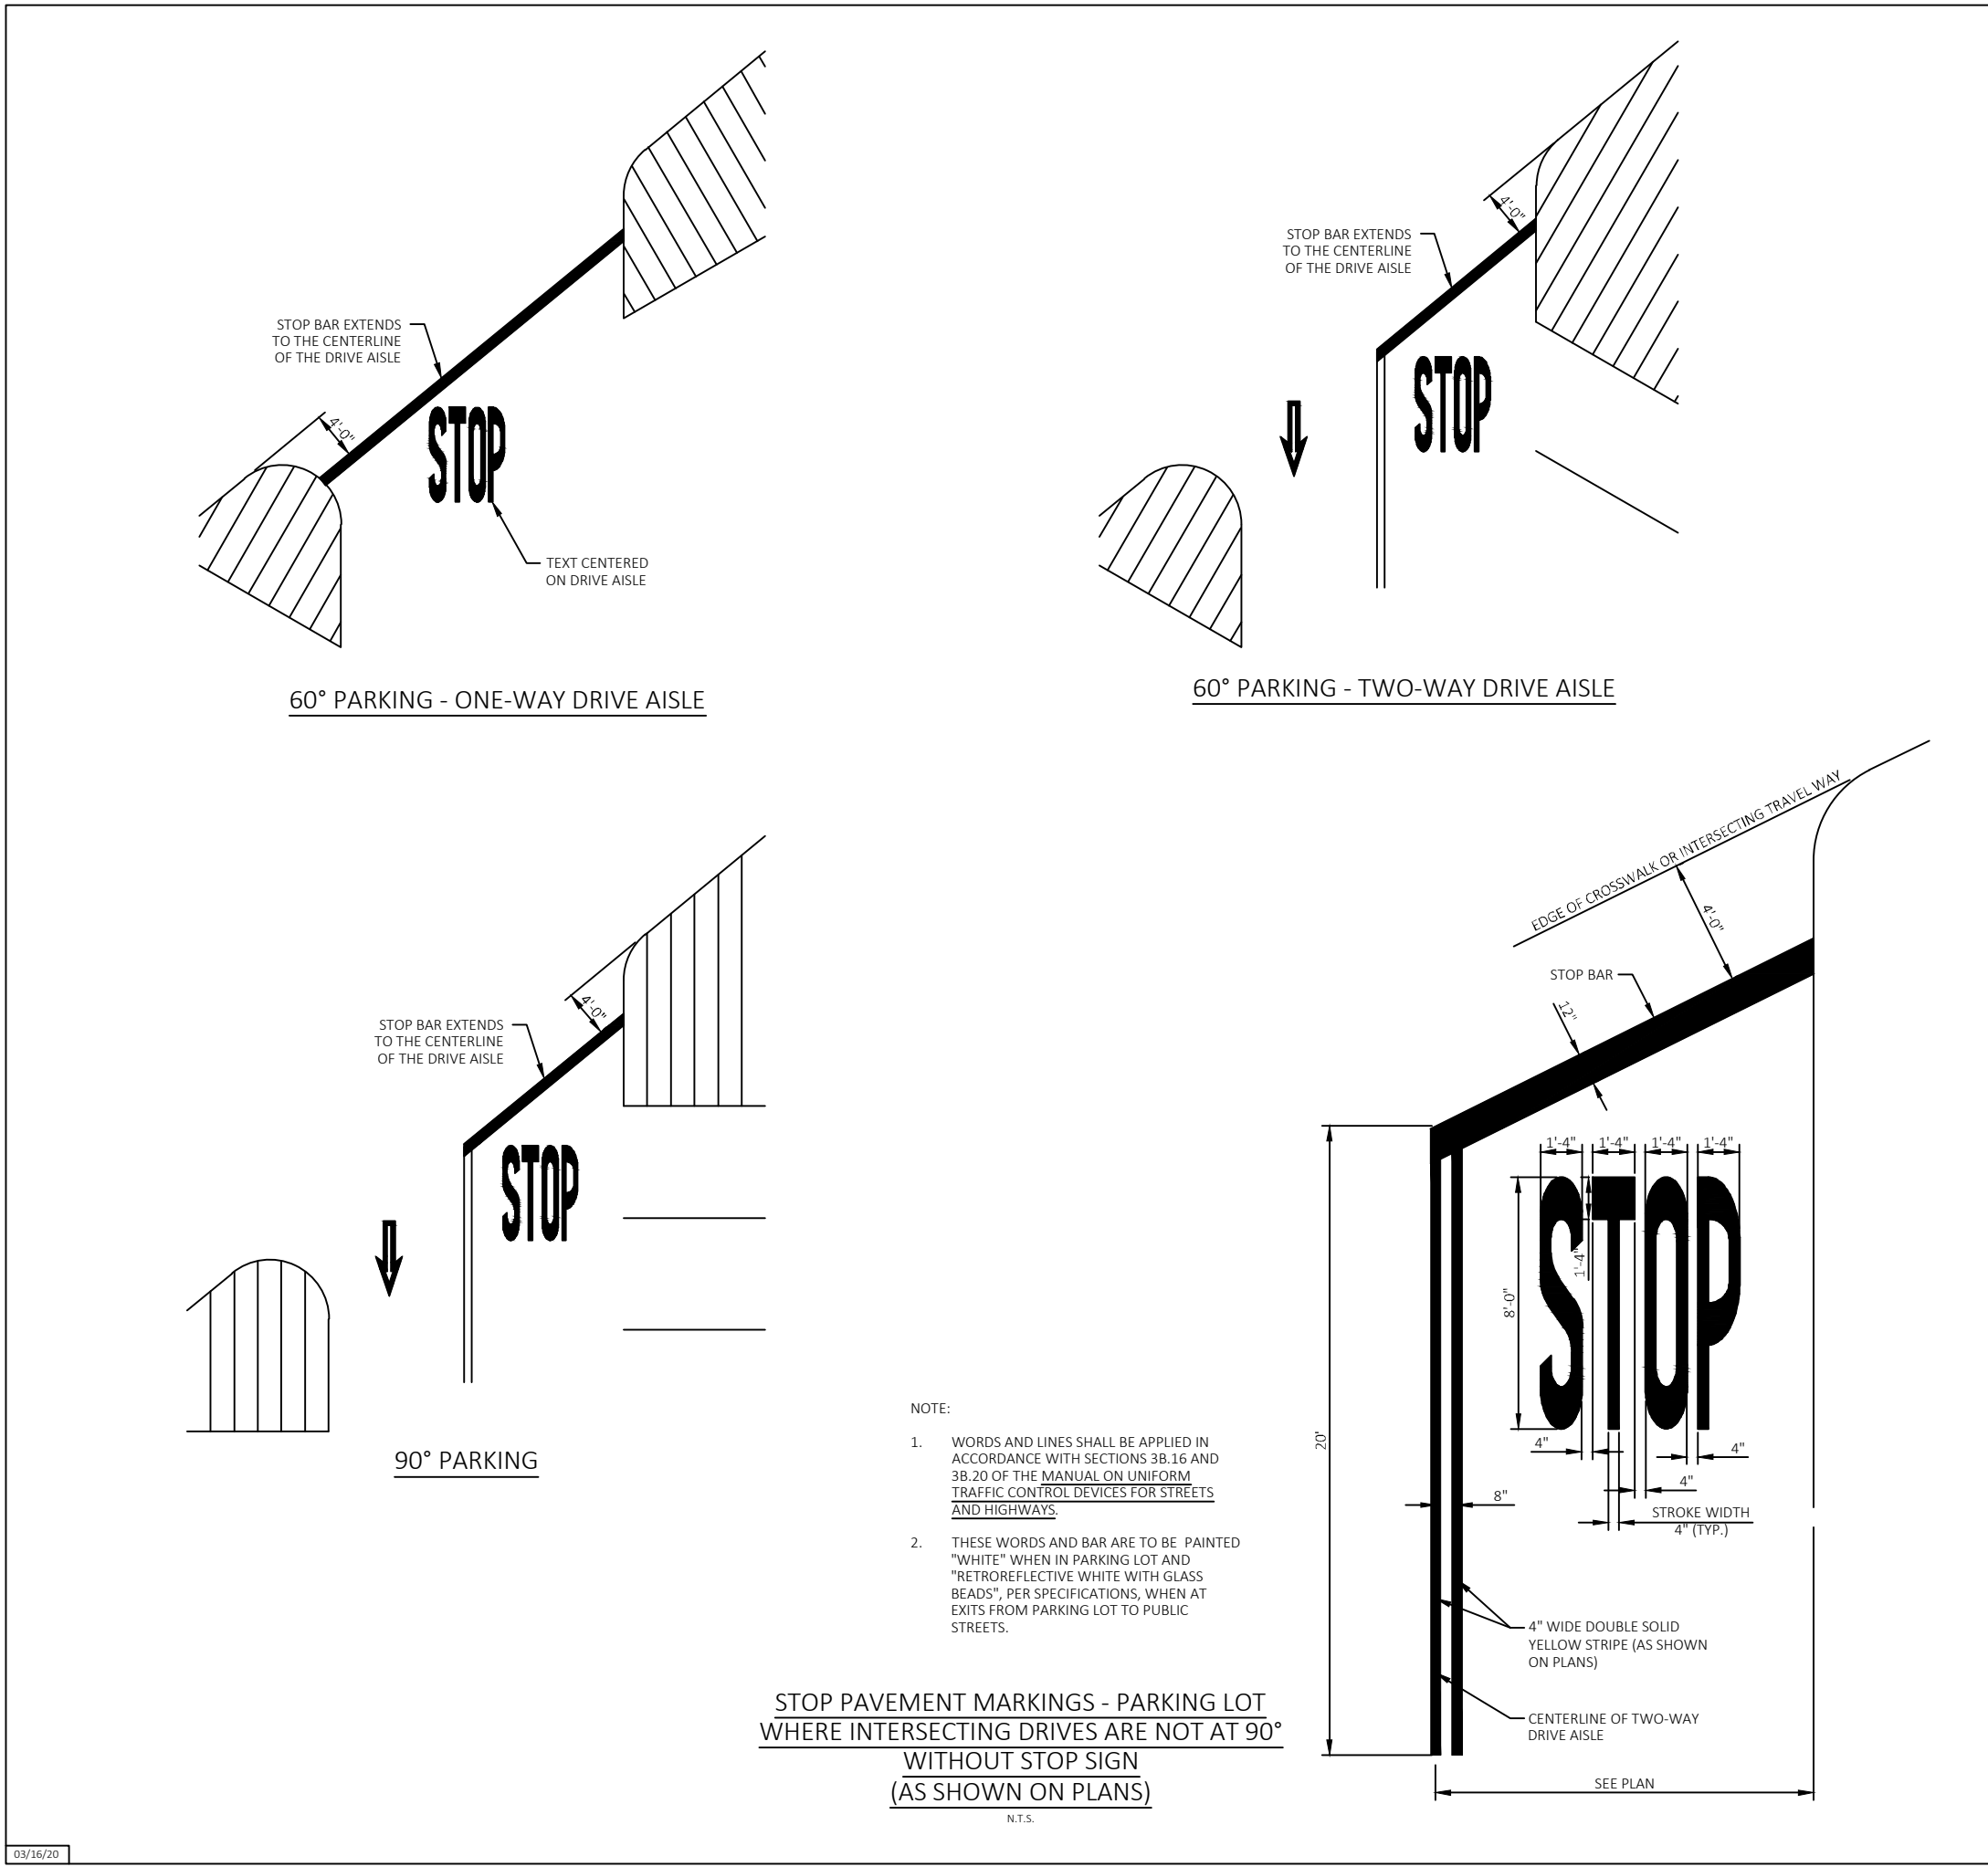 4'-0"
STOP BAR EXTENDS
TO THE CENTERLINE
OF THE DRIVE AISLE
4'-0"
STOP
TEXT CENTERED
ON DRIVE AISLE
60° PARKING - ONE-WAY DRIVE AISLE
STOP BAR EXTENDS
TO THE CENTERLINE
OF THE DRIVE AISLE
STOP
60° PARKING - TWO-WAY DRIVE AISLE
4'-0"
STOP BAR EXTENDS
TO THE CENTERLINE
OF THE DRIVE AISLE
STOP
90° PARKING
EDGE OF CROSSWALK OR INTERSECTING TRAVEL WAY
4'-0"
STOP BAR
12"
1'-4" 1'-4" 1'-4" 1'-4"
1'-4"
8'-0"
STOP
20'
4"
4"
4"
8"
STROKE WIDTH
4" (TYP.)
4" WIDE DOUBLE SOLID
YELLOW STRIPE (AS SHOWN
ON PLANS)
CENTERLINE OF TWO-WAY
DRIVE AISLE
SEE PLAN
NOTE:
1. WORDS AND LINES SHALL BE APPLIED IN
ACCORDANCE WITH SECTIONS 3B.16 AND
3B.20 OF THE MANUAL ON UNIFORM
TRAFFIC CONTROL DEVICES FOR STREETS
AND HIGHWAYS.
2. THESE WORDS AND BAR ARE TO BE PAINTED
"WHITE" WHEN IN PARKING LOT AND
"RETROREFLECTIVE WHITE WITH GLASS
BEADS", PER SPECIFICATIONS, WHEN AT
EXITS FROM PARKING LOT TO PUBLIC
STREETS.
STOP PAVEMENT MARKINGS - PARKING LOT
WHERE INTERSECTING DRIVES ARE NOT AT 90°
WITHOUT STOP SIGN
(AS SHOWN ON PLANS)
N.T.S.
03/16/20